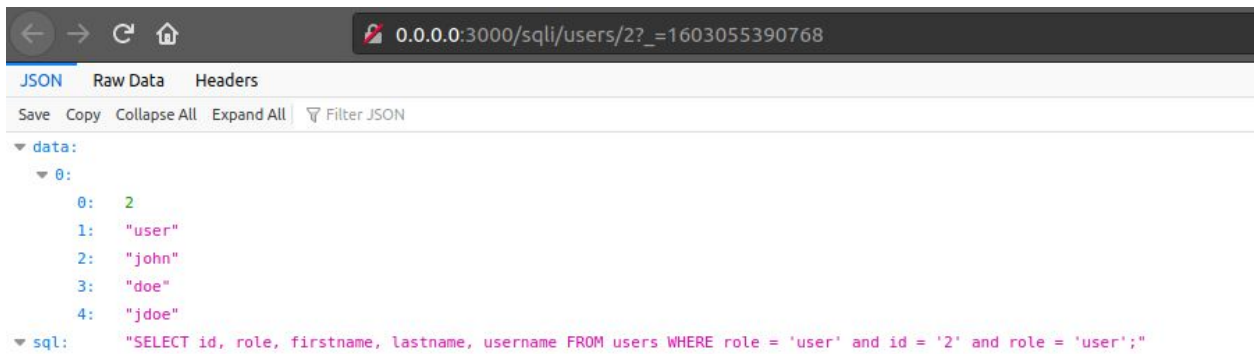 0.0.0.0:3000/sqli/users/2?_=1603055390768
JSON Raw Data Headers
Save Copy Collapse All Expand All Filter JSON
data:
0:
0: 2
1: "user"
2: "john"
3: "doe"
4: "jdoe"
sql: "SELECT id, role, firstname, lastname, username FROM users WHERE role = 'user' and id = '2' and role = 'user';"